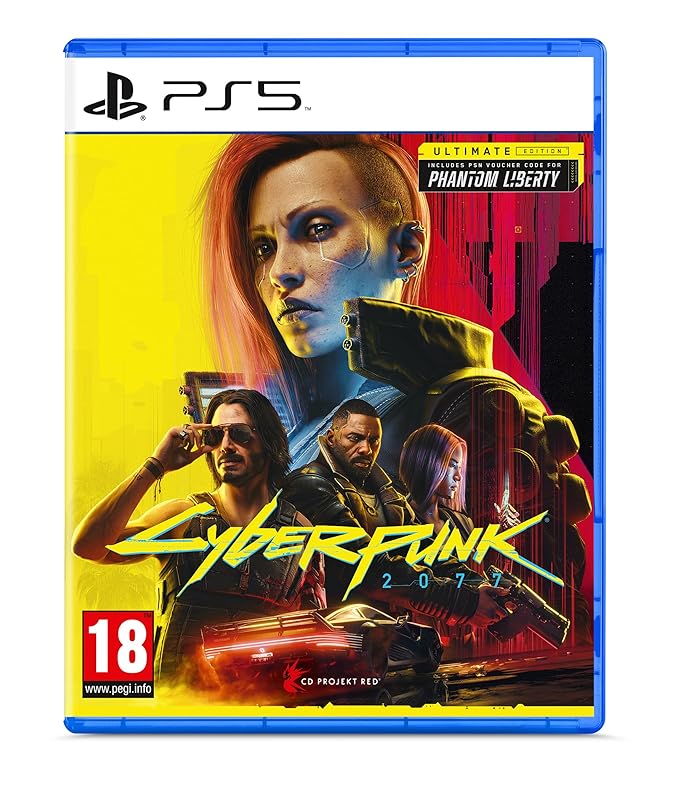 PS5
ULTIMATE EDITION
INCLUDES PSN VOUCHER CODE FOR
PHANTOM LIBERTY
CYBERPUNK
2077
18
www.pegi.info
CD PROJEKT RED